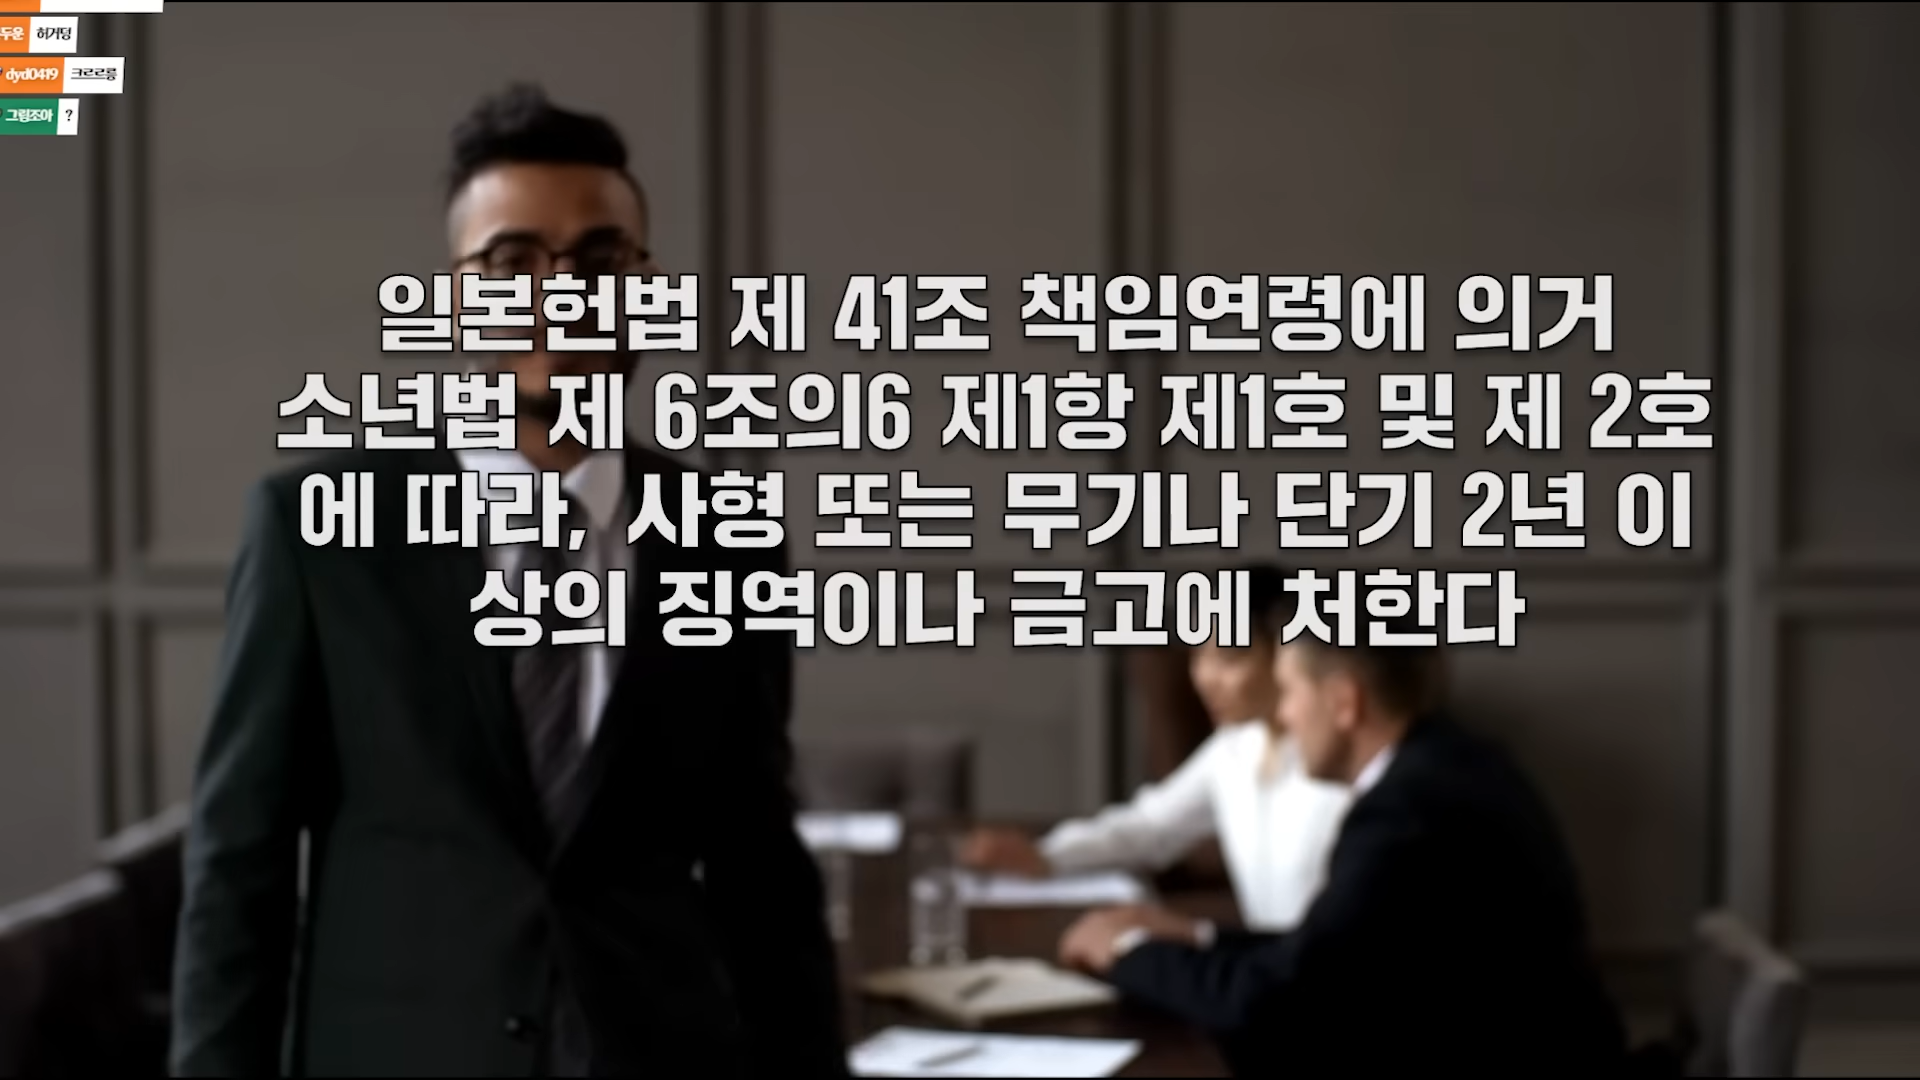 두운 허거덩
dyd0419 크르르릉
그림조아 ?
일본헌법 제 41조 책임연령에 의거
소년법 제 6조의6 제1항 제1호 및 제 2호
에 따라, 사형 또는 무기나 단기 2년 이
상의 징역이나 금고에 처한다